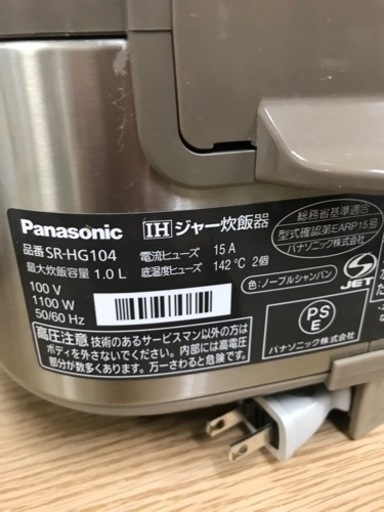 Panasonic IHジャー炊飯器
品番 SR-HG104
最大炊飯容量 1.0 L
100 V
1100 W
50/60 Hz
電流ヒューズ 15 A
底温度ヒューズ 142℃ 2個
総務省基準適合
型式確認第EARP15号
パナソニック株式会社
色:ノーブルシャンパン
JET
PS
E
パナソニック株式会社
高圧注意 技術のあるサービスマン以外の方は
ボディを外さないでください。内部には高電圧
部分が数多くあります。万一さわると危険です。